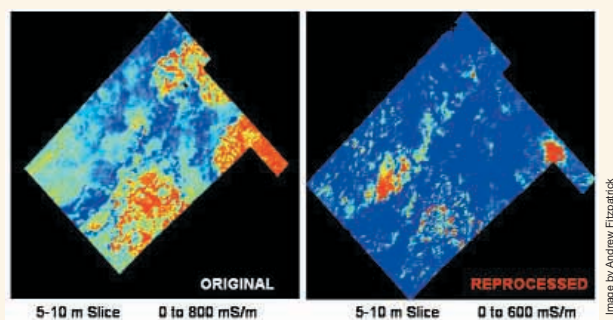 ORIGINAL
5-10 m Slice 0 to 800 mS/m
REPROCESSED
5-10 m Slice 0 to 600 mS/m
Image by Andrew Fitzpatrick